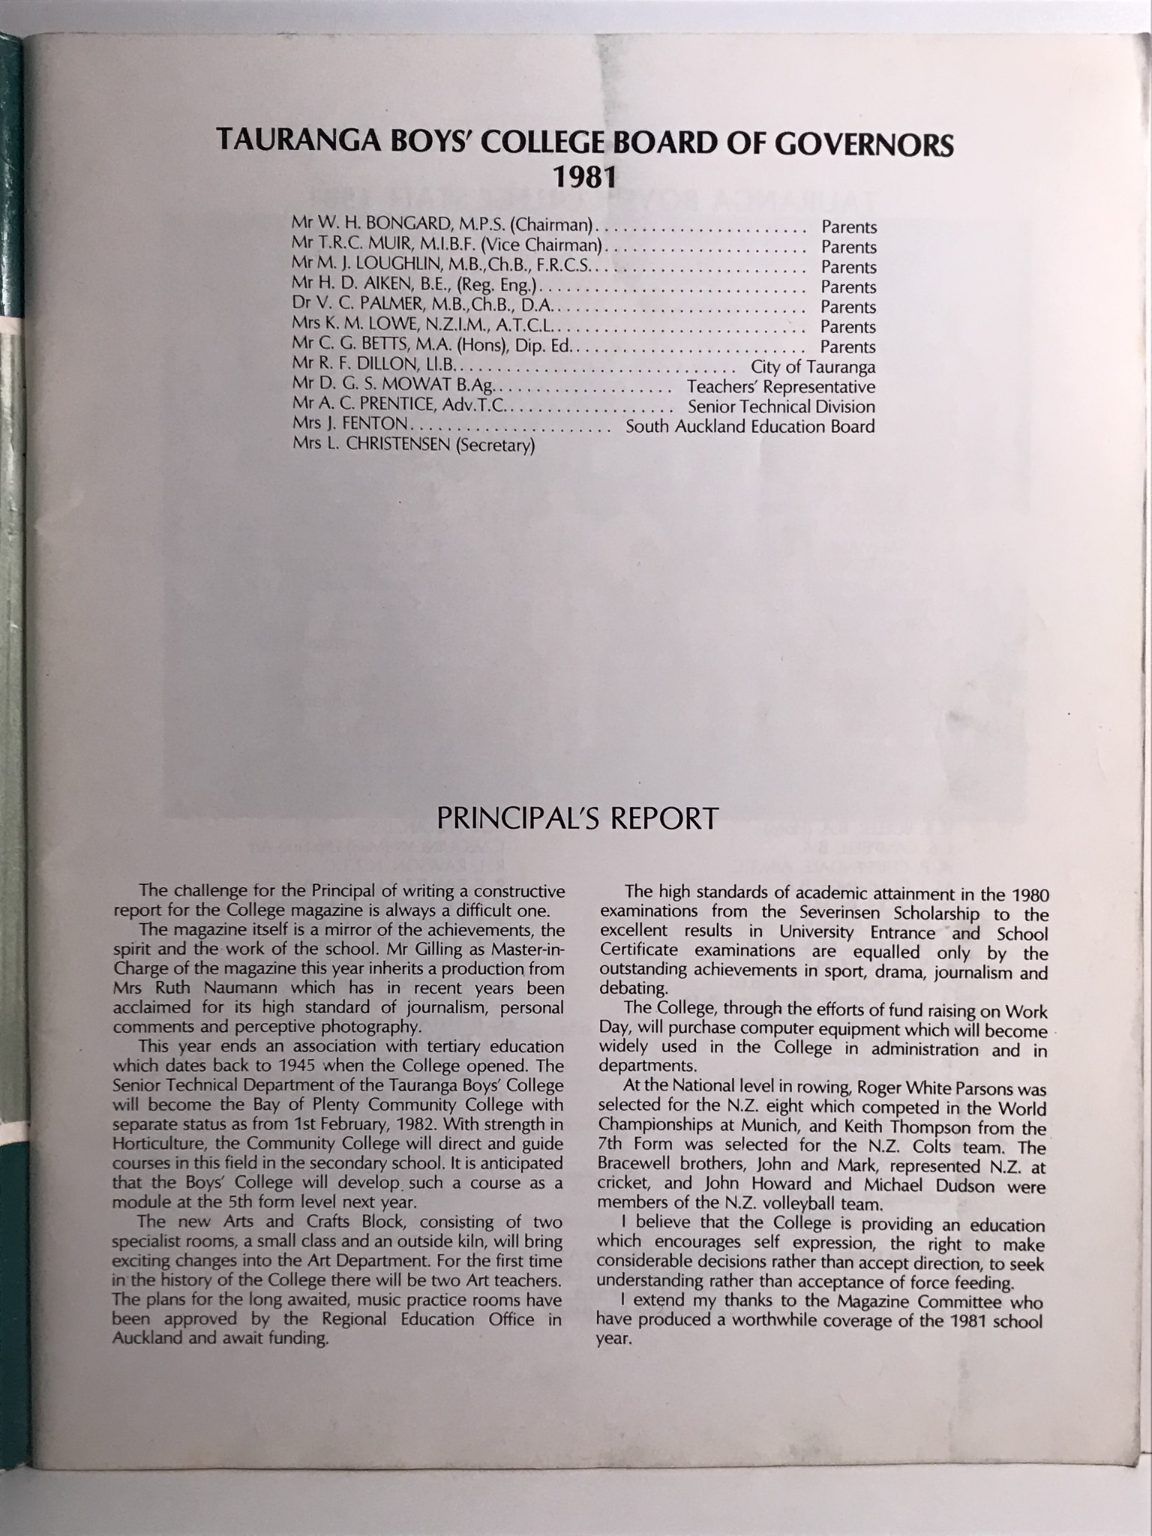 TAURANGA BOYS' COLLEGE BOARD OF GOVERNORS
1981
Mr W. H. BONGARD, M.P.S. (Chairman)....................... Parents
Mr T.R.C. MUIR, M.I.B.F. (Vice Chairman)....................... Parents
Mr M. J. LOUGHLIN, M.B.,Ch.B., F.R.C.S......................... Parents
Mr H. D. AIKEN, B.E., (Reg. Eng.)............................. Parents
Dr V. C. PALMER, M.B.,Ch.B., D.A............................ Parents
Mrs K. M. LOWE, N.Z.I.M., A.T.C.L............................ Parents
Mr C. G. BETTS, M.A. (Hons), Dip. Ed.......................... Parents
Mr R. F. DILLON, Ll.B............................... City of Tauranga
Mr D. G. S. MOWAT B.Ag.................... Teachers' Representative
Mr A. C. PRENTICE, Adv.T.C................... Senior Technical Division
Mrs J. FENTON...................... South Auckland Education Board
Mrs L. CHRISTENSEN (Secretary)
PRINCIPAL'S REPORT
The challenge for the Principal of writing a constructive
report for the College magazine is always a difficult one.
The magazine itself is a mirror of the achievements, the
spirit and the work of the school. Mr Gilling as Master-in-
Charge of the magazine this year inherits a production from
Mrs Ruth Naumann which has in recent years been
acclaimed for its high standard of journalism, personal
comments and perceptive photography.
This year ends an association with tertiary education
which dates back to 1945 when the College opened. The
Senior Technical Department of the Tauranga Boys' College
will become the Bay of Plenty Community College with
separate status as from 1st February, 1982. With strength in
Horticulture, the Community College will direct and guide
courses in this field in the secondary school. It is anticipated
that the Boys' College will develop such a course as a
module at the 5th form level next year.
The new Arts and Crafts Block, consisting of two
specialist rooms, a small class and an outside kiln, will bring
exciting changes into the Art Department. For the first time
in the history of the College there will be two Art teachers.
The plans for the long awaited, music practice rooms have
been approved by the Regional Education Office in
Auckland and await funding.
The high standards of academic attainment in the 1980
examinations from the Severinsen Scholarship to the
excellent results in University Entrance and School
Certificate examinations are equalled only by the
outstanding achievements in sport, drama, journalism and
debating.
The College, through the efforts of fund raising on Work
Day, will purchase computer equipment which will become
widely used in the College in administration and in
departments.
At the National level in rowing, Roger White Parsons was
selected for the N.Z. eight which competed in the World
Championships at Munich, and Keith Thompson from the
7th Form was selected for the N.Z. Colts team. The
Bracewell brothers, John and Mark, represented N.Z. at
cricket, and John Howard and Michael Dudson were
members of the N.Z. volleyball team.
I believe that the College is providing an education
which encourages self expression, the right to make
considerable decisions rather than accept direction, to seek
understanding rather than acceptance of force feeding.
I extend my thanks to the Magazine Committee who
have produced a worthwhile coverage of the 1981 school
year.